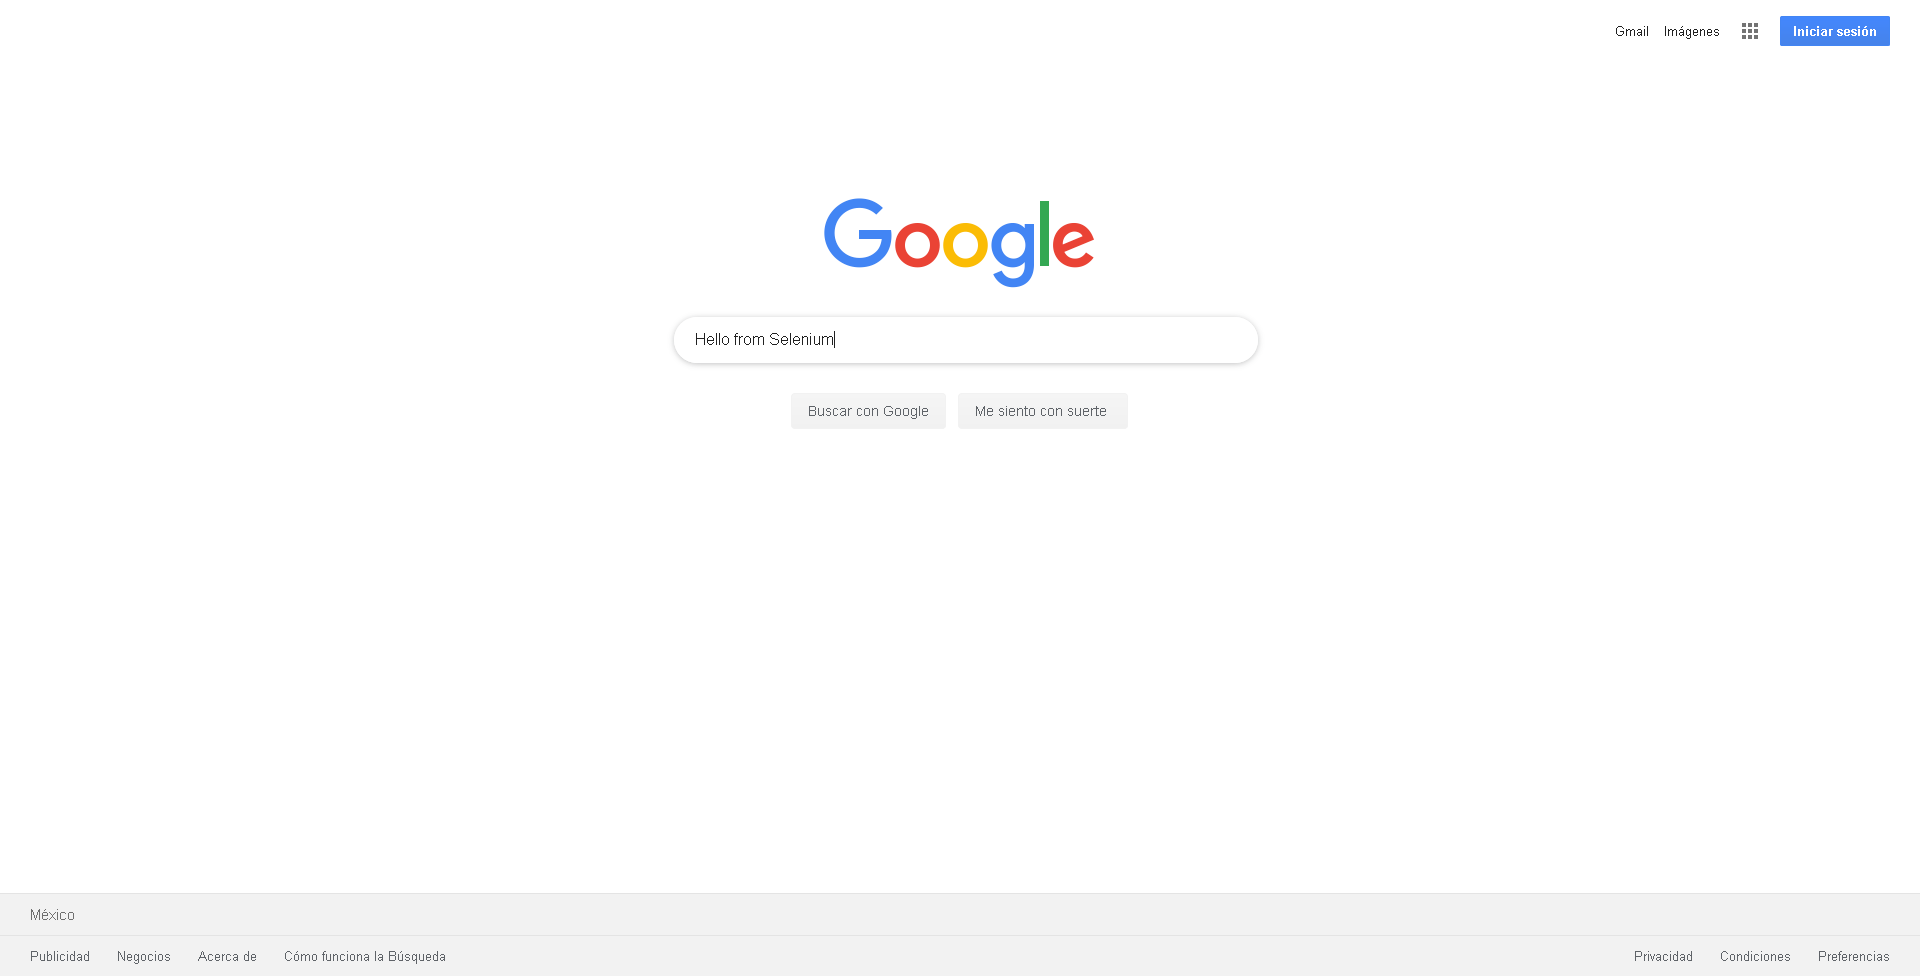 Gmail Imágenes Iniciar sesión
Google
Hello from Selenium
Buscar con Google Me siento con suerte
México
Publicidad Negocios Acerca de Cómo funciona la Búsqueda Privacidad Condiciones Preferencias